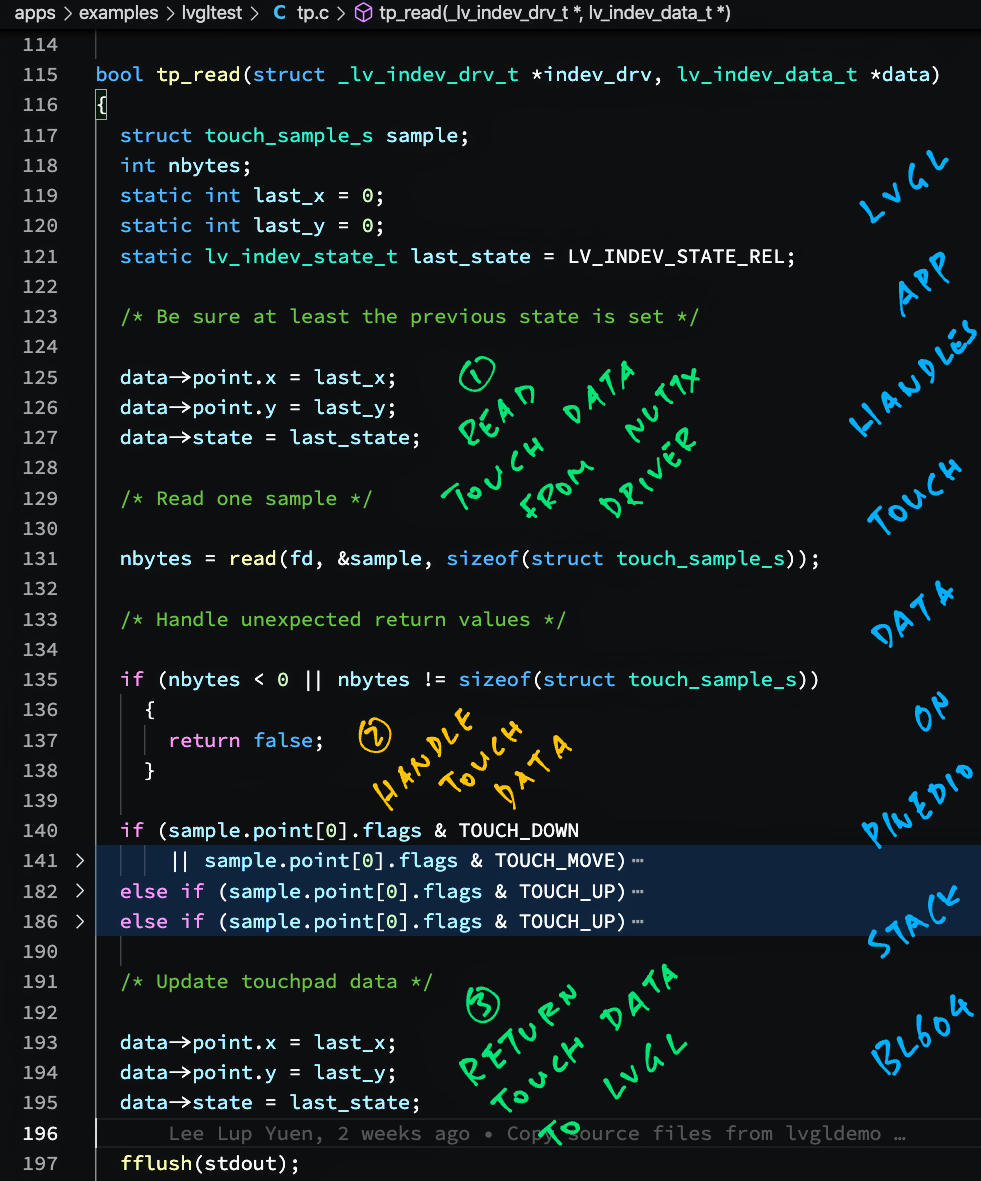 apps > examples > lvgltest > C tp.c > tp_read(_lv_indev_drv_t *, lv_indev_data_t *)
114
115 bool tp_read(struct _lv_indev_drv_t *indev_drv, lv_indev_data_t *data)
116 {
117 struct touch_sample_s sample;
118 int nbytes;
119 static int last_x = 0;
120 static int last_y = 0;
121 static lv_indev_state_t last_state = LV_INDEV_STATE_REL;
122
123 /* Be sure at least the previous state is set */
124
125 data->point.x = last_x;
126 data->point.y = last_y;
127 data->state = last_state;
128
129 /* Read one sample */
130
131 nbytes = read(fd, &sample, sizeof(struct touch_sample_s));
132
133 /* Handle unexpected return values */
134
135 if (nbytes < 0 || nbytes != sizeof(struct touch_sample_s))
136 {
137 return false;
138 }
139
140 if (sample.point[0].flags & TOUCH_DOWN
141 > || sample.point[0].flags & TOUCH_MOVE) ⋯
182 > else if (sample.point[0].flags & TOUCH_UP) ⋯
186 > else if (sample.point[0].flags & TOUCH_UP) ⋯
190
191 /* Update touchpad data */
192
193 data->point.x = last_x;
194 data->point.y = last_y;
195 data->state = last_state;
196 Lee Lup Yuen, 2 weeks ago • Copy source files from lvgldemo …
197 fflush(stdout);
① READ
TOUCH DATA
FROM NUTTX
DRIVER
② HANDLE
TOUCH
DATA
③ RETURN
TOUCH DATA
TO LVGL
LVGL
APP
HANDLES
TOUCH
DATA
ON
PINEDIO
STACK
BL604